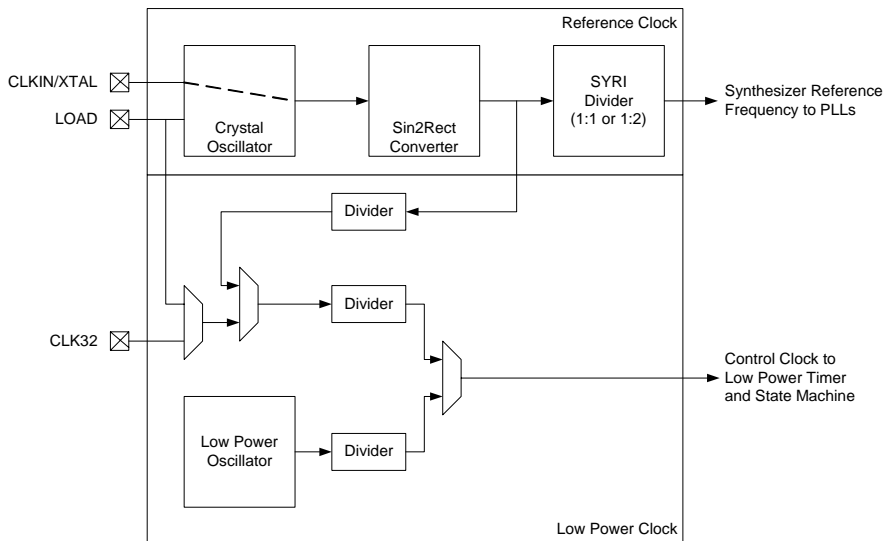 Reference Clock
CLKIN/XTAL
LOAD
Crystal
Oscillator
Sin2Rect
Converter
SYRI
Divider
(1:1 or 1:2)
Synthesizer Reference
Frequency to PLLs
Divider
Divider
CLK32
Control Clock to
Low Power Timer
and State Machine
Low Power
Oscillator
Divider
Low Power Clock